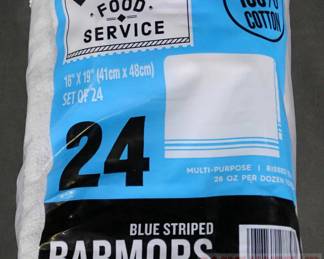 FOOD
SERVICE
100%
COTTON
16" X 19" (41cm x 48cm)
SET OF 24
24
MULTI-PURPOSE | RIBBED
26 OZ PER DOZEN
BLUE STRIPED
BARMOPS